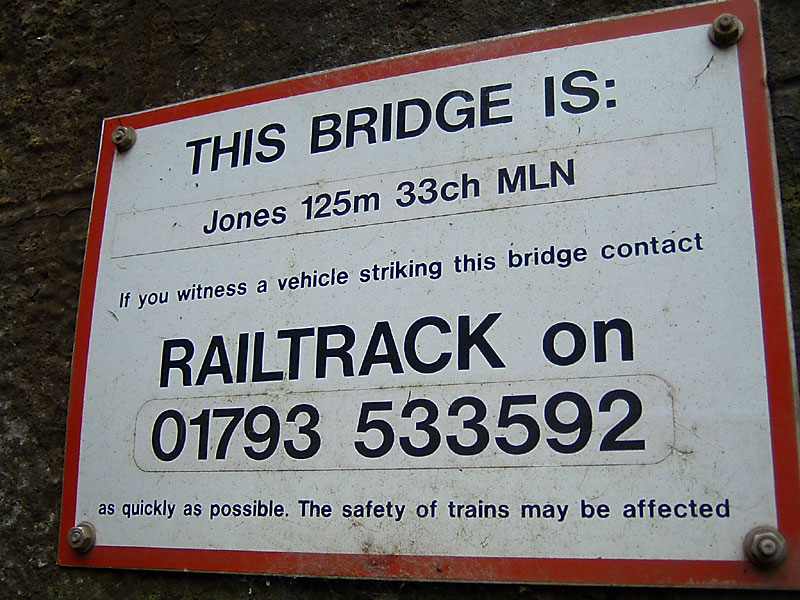 THIS BRIDGE IS:
Jones 125m 33ch MLN
If you witness a vehicle striking this bridge contact
RAILTRACK on
01793 533592
as quickly as possible. The safety of trains may be affected